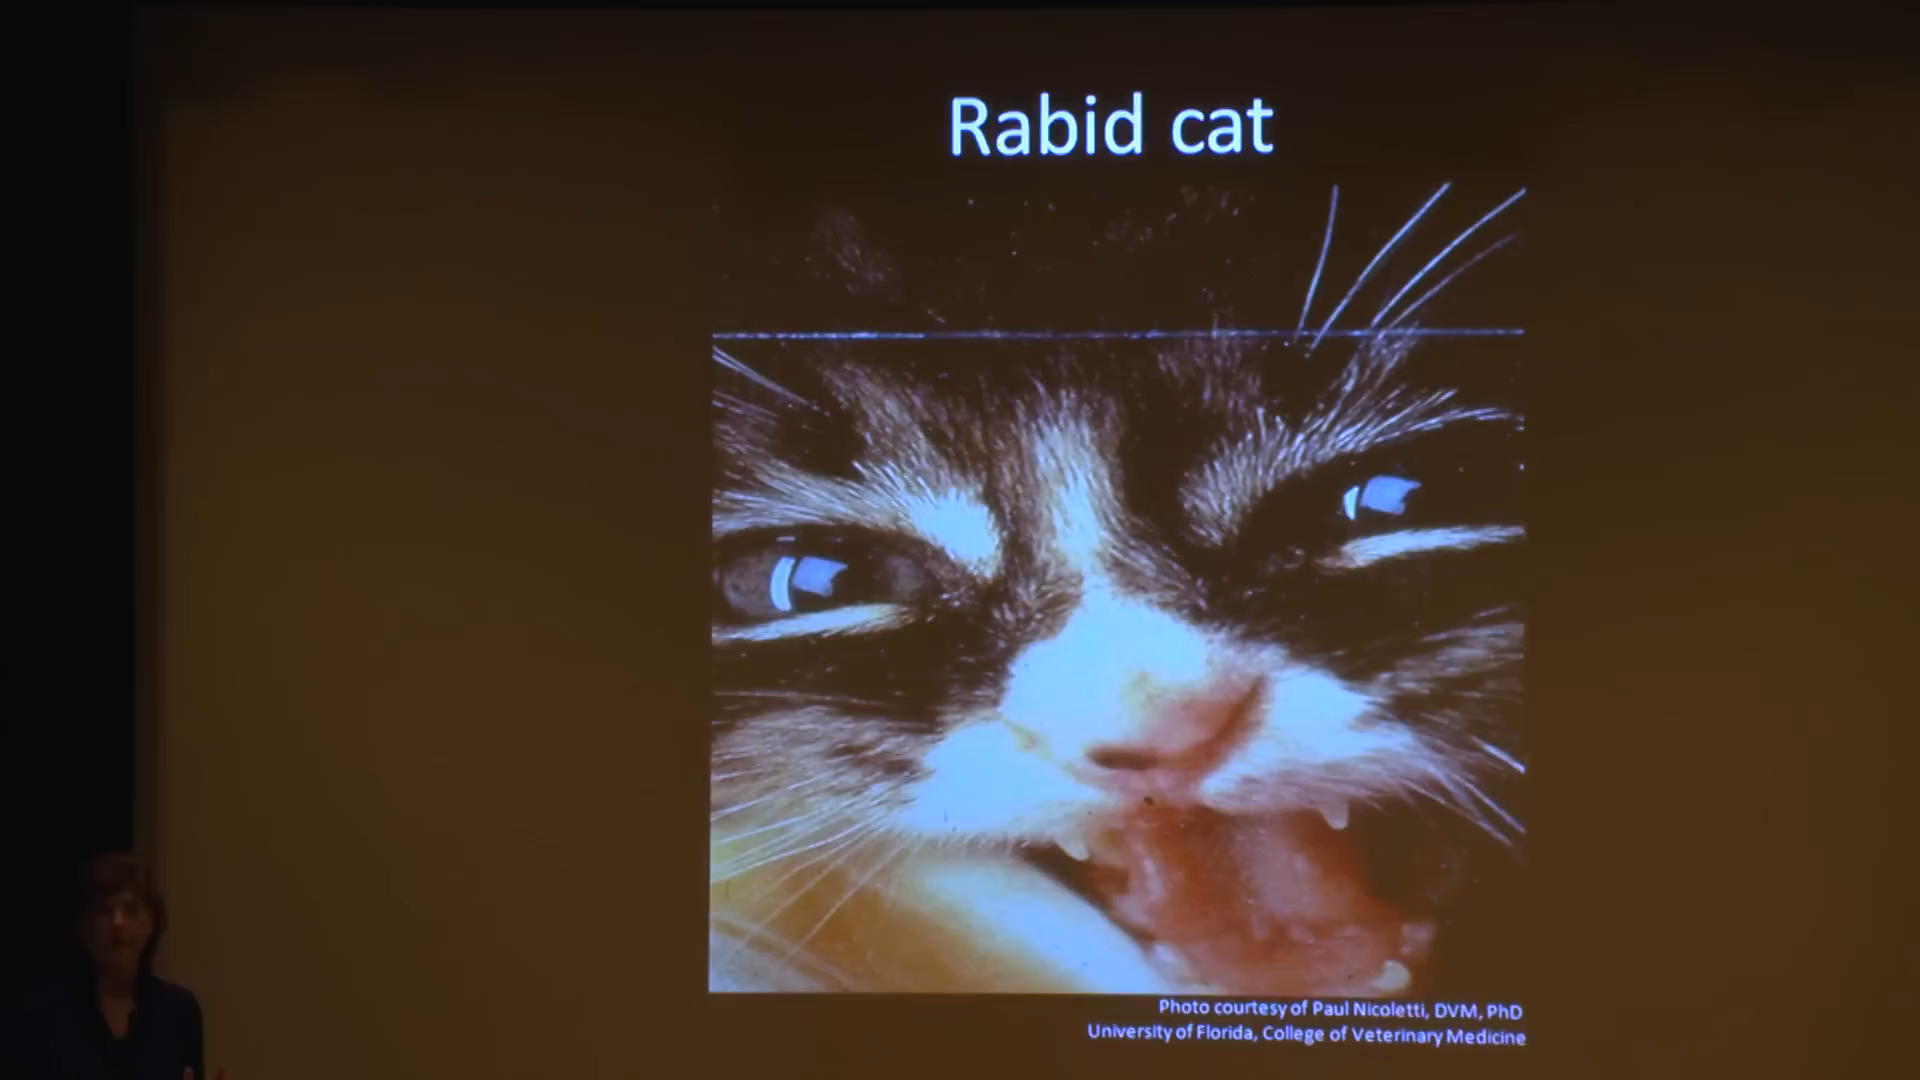 Rabid cat
Photo courtesy of Paul Nicoletti, DVM, PhD
University of Florida, College of Veterinary Medicine